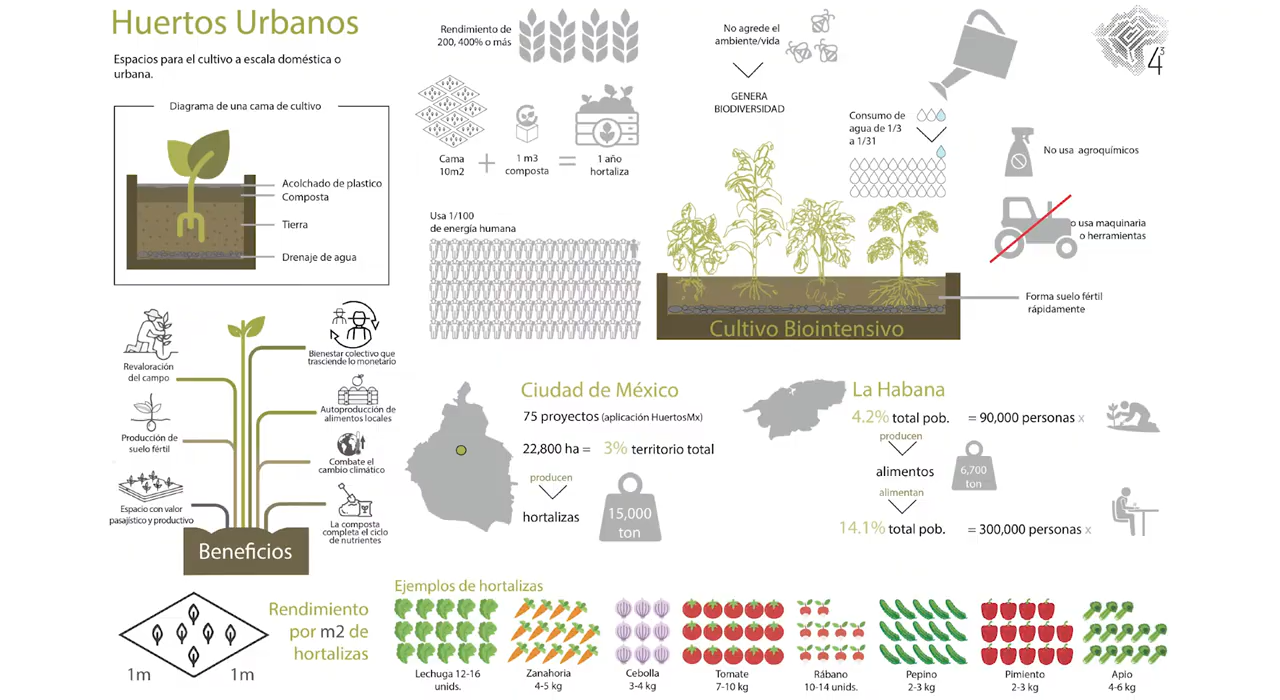 Huertos Urbanos
Espacios para el cultivo a escala doméstica o
urbana.
Diagrama de una cama de cultivo
Acolchado de plastico
Composta
Tierra
Drenaje de agua
Rendimiento de
200, 400% o más
Cama
10m2
+
1 m3
composta
=
1 año
hortaliza
Usa 1/100
de energía humana
No agrede el
ambiente/vida
GENERA
BIODIVERSIDAD
Consumo de
agua de 1/3
a 1/31
4³
No usa agroquímicos
o usa maquinaria
o herramientas
Forma suelo fértil
rápidamente
Cultivo Biointensivo
Revaloración
del campo
Producción de
suelo fértil
Espacio con valor
pasajístico y productivo
Bienestar colectivo que
trasciende lo monetario
Autoproducción de
alimentos locales
Combate el
cambio climático
La composta
completa el ciclo
de nutrientes
Beneficios
Ciudad de México
75 proyectos (aplicación HuertosMx)
22,800 ha = 3% territorio total
producen
hortalizas
15,000
ton
La Habana
4.2% total pob. = 90,000 personas x
producen
alimentos
6,700
ton
alimentan
14.1% total pob. = 300,000 personas x
1m
1m
Rendimiento
por m2 de
hortalizas
Ejemplos de hortalizas
Lechuga 12-16
unids.
Zanahoria
4-5 kg
Cebolla
3-4 kg
Tomate
7-10 kg
Rábano
10-14 unids.
Pepino
2-3 kg
Pimiento
2-3 kg
Apio
4-6 kg